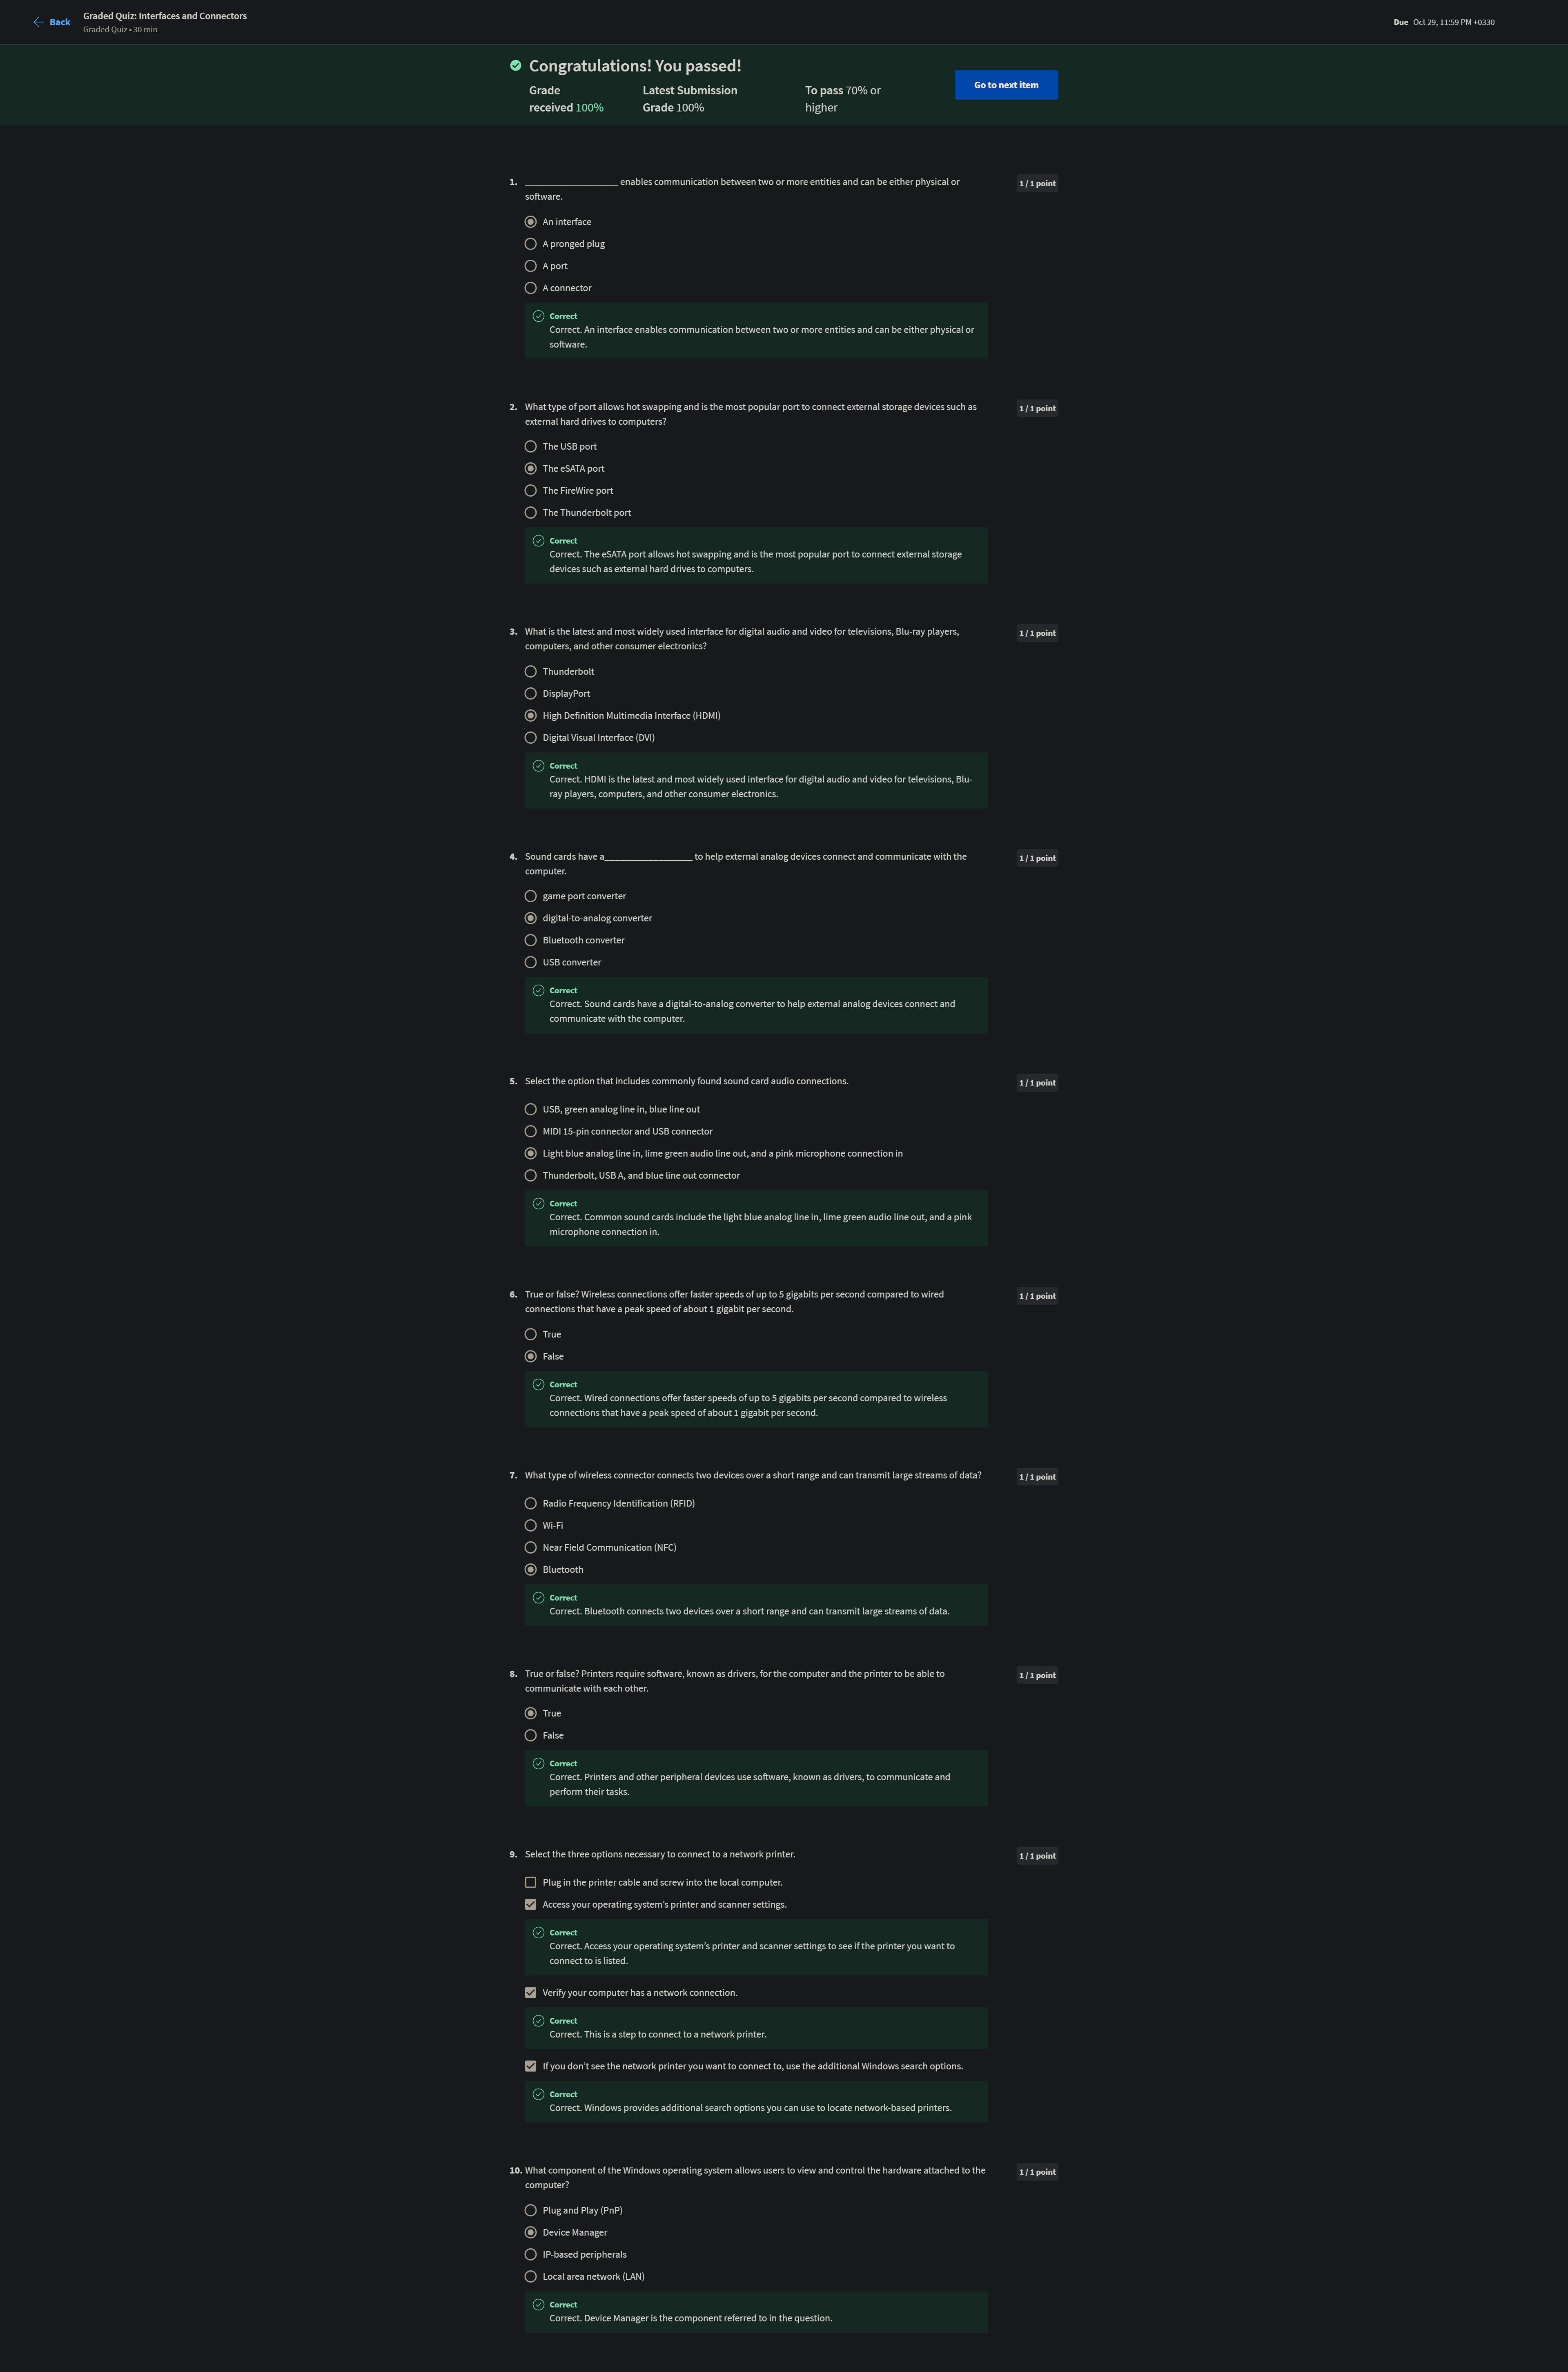 Back
Graded Quiz: Interfaces and Connectors
Graded Quiz • 30 min
Due Oct 29, 11:59 PM +0330
Congratulations! You passed!
Grade
received 100%
Latest Submission
Grade 100%
To pass 70% or
higher
Go to next item
1. ___________________ enables communication between two or more entities and can be either physical or
software.
1 / 1 point
An interface
A pronged plug
A port
A connector
Correct
Correct. An interface enables communication between two or more entities and can be either physical or
software.
2. What type of port allows hot swapping and is the most popular port to connect external storage devices such as
external hard drives to computers?
1 / 1 point
The USB port
The eSATA port
The FireWire port
The Thunderbolt port
Correct
Correct. The eSATA port allows hot swapping and is the most popular port to connect external storage
devices such as external hard drives to computers.
3. What is the latest and most widely used interface for digital audio and video for televisions, Blu-ray players,
computers, and other consumer electronics?
1 / 1 point
Thunderbolt
DisplayPort
High Definition Multimedia Interface (HDMI)
Digital Visual Interface (DVI)
Correct
Correct. HDMI is the latest and most widely used interface for digital audio and video for televisions, Blu-
ray players, computers, and other consumer electronics.
4. Sound cards have a__________________ to help external analog devices connect and communicate with the
computer.
1 / 1 point
game port converter
digital-to-analog converter
Bluetooth converter
USB converter
Correct
Correct. Sound cards have a digital-to-analog converter to help external analog devices connect and
communicate with the computer.
5. Select the option that includes commonly found sound card audio connections.
1 / 1 point
USB, green analog line in, blue line out
MIDI 15-pin connector and USB connector
Light blue analog line in, lime green audio line out, and a pink microphone connection in
Thunderbolt, USB A, and blue line out connector
Correct
Correct. Common sound cards include the light blue analog line in, lime green audio line out, and a pink
microphone connection in.
6. True or false? Wireless connections offer faster speeds of up to 5 gigabits per second compared to wired
connections that have a peak speed of about 1 gigabit per second.
1 / 1 point
True
False
Correct
Correct. Wired connections offer faster speeds of up to 5 gigabits per second compared to wireless
connections that have a peak speed of about 1 gigabit per second.
7. What type of wireless connector connects two devices over a short range and can transmit large streams of data?
1 / 1 point
Radio Frequency Identification (RFID)
Wi-Fi
Near Field Communication (NFC)
Bluetooth
Correct
Correct. Bluetooth connects two devices over a short range and can transmit large streams of data.
8. True or false? Printers require software, known as drivers, for the computer and the printer to be able to
communicate with each other.
1 / 1 point
True
False
Correct
Correct. Printers and other peripheral devices use software, known as drivers, to communicate and
perform their tasks.
9. Select the three options necessary to connect to a network printer.
1 / 1 point
Plug in the printer cable and screw into the local computer.
Access your operating system's printer and scanner settings.
Correct
Correct. Access your operating system's printer and scanner settings to see if the printer you want to
connect to is listed.
Verify your computer has a network connection.
Correct
Correct. This is a step to connect to a network printer.
If you don't see the network printer you want to connect to, use the additional Windows search options.
Correct
Correct. Windows provides additional search options you can use to locate network-based printers.
10. What component of the Windows operating system allows users to view and control the hardware attached to the
computer?
1 / 1 point
Plug and Play (PnP)
Device Manager
IP-based peripherals
Local area network (LAN)
Correct
Correct. Device Manager is the component referred to in the question.